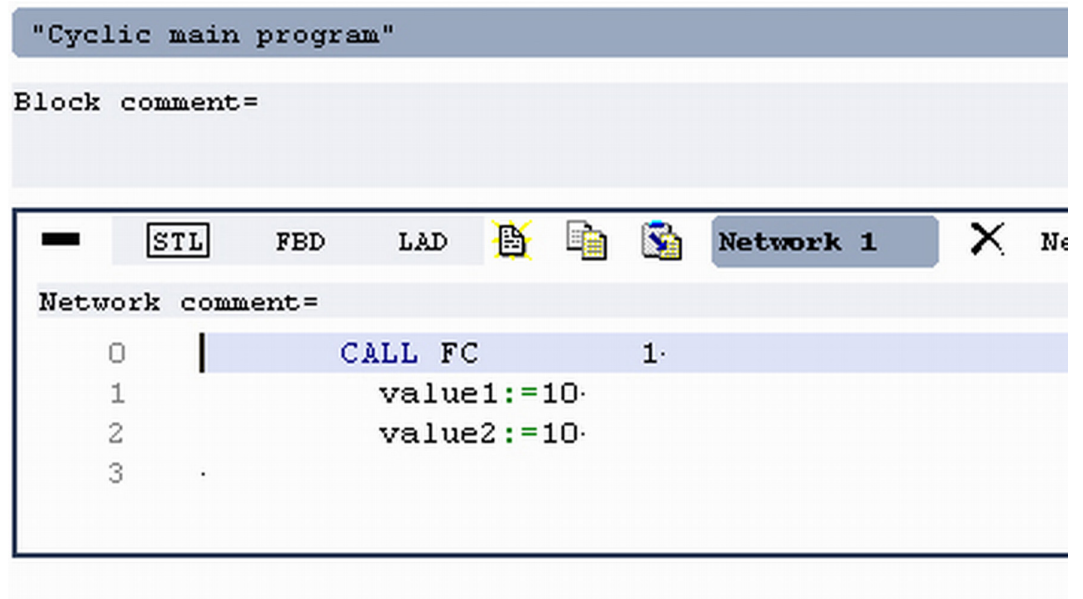 "Cyclic main program"
Block comment=
STL FBD LAD Network 1 Ne
Network comment=
0 CALL FC 1
1 value1:=10
2 value2:=10
3